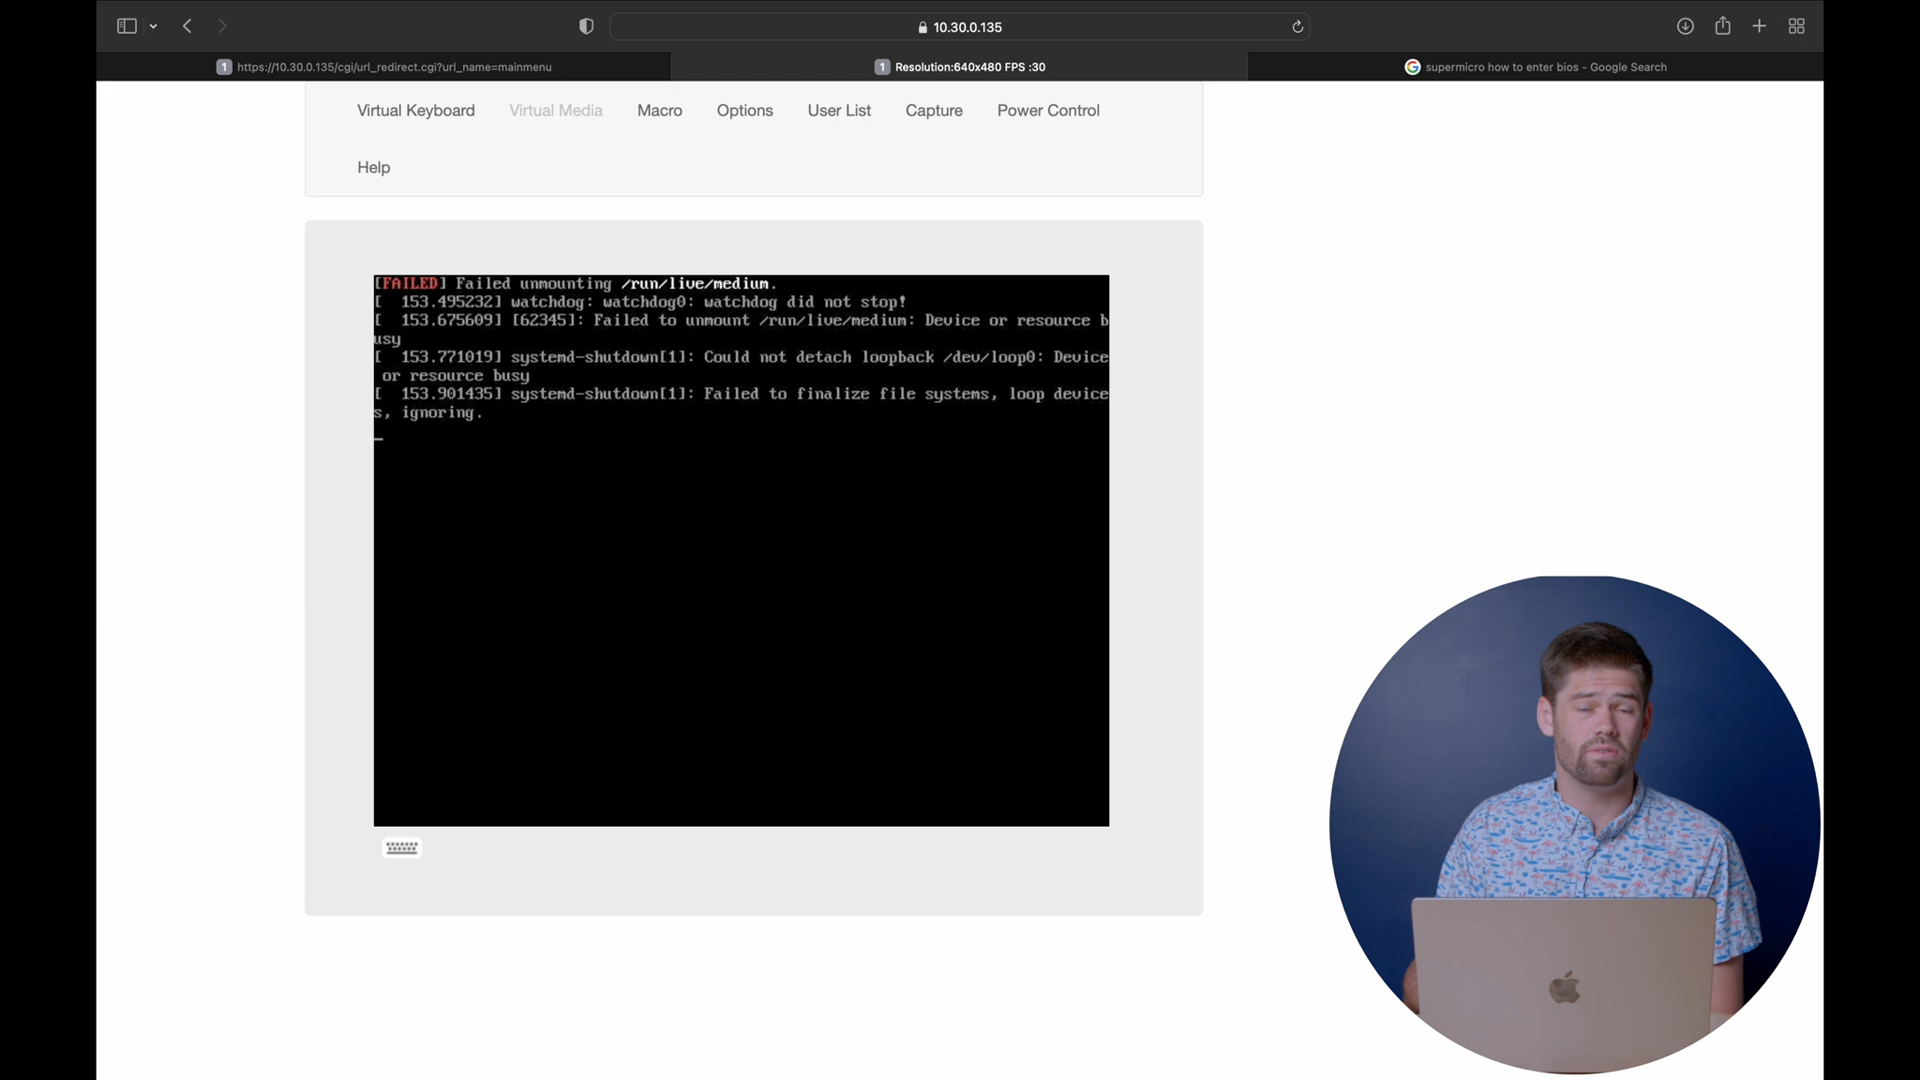 10.30.0.135
1 https://10.30.0.135/cgi/url_redirect.cgi?url_name=mainmenu
1 Resolution:640x480 FPS :30
supermicro how to enter bios - Google Search
Virtual Keyboard Virtual Media Macro Options User List Capture Power Control
Help
[FAILED] Failed unmounting /run/live/medium.
[  153.495232] watchdog: watchdog0: watchdog did not stop!
[  153.675609] [62345]: Failed to unmount /run/live/medium: Device or resource b
usy
[  153.771019] systemd-shutdown[1]: Could not detach loopback /dev/loop0: Device
 or resource busy
[  153.901435] systemd-shutdown[1]: Failed to finalize file systems, loop device
s, ignoring.